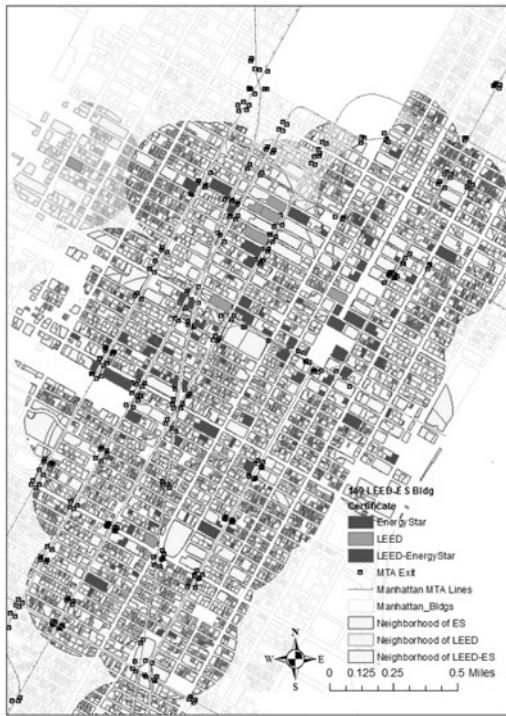 149 LEED-E S Bldg
Certificate
EnergyStar
LEED
LEED-EnergyStar
MTA Exit
Manhattan MTA Lines
Manhattan_Bldgs
Neighborhood of ES
Neighborhood of LEED
Neighborhood of LEED-ES
N
W E
S
0 0.125 0.25 0.5 Miles